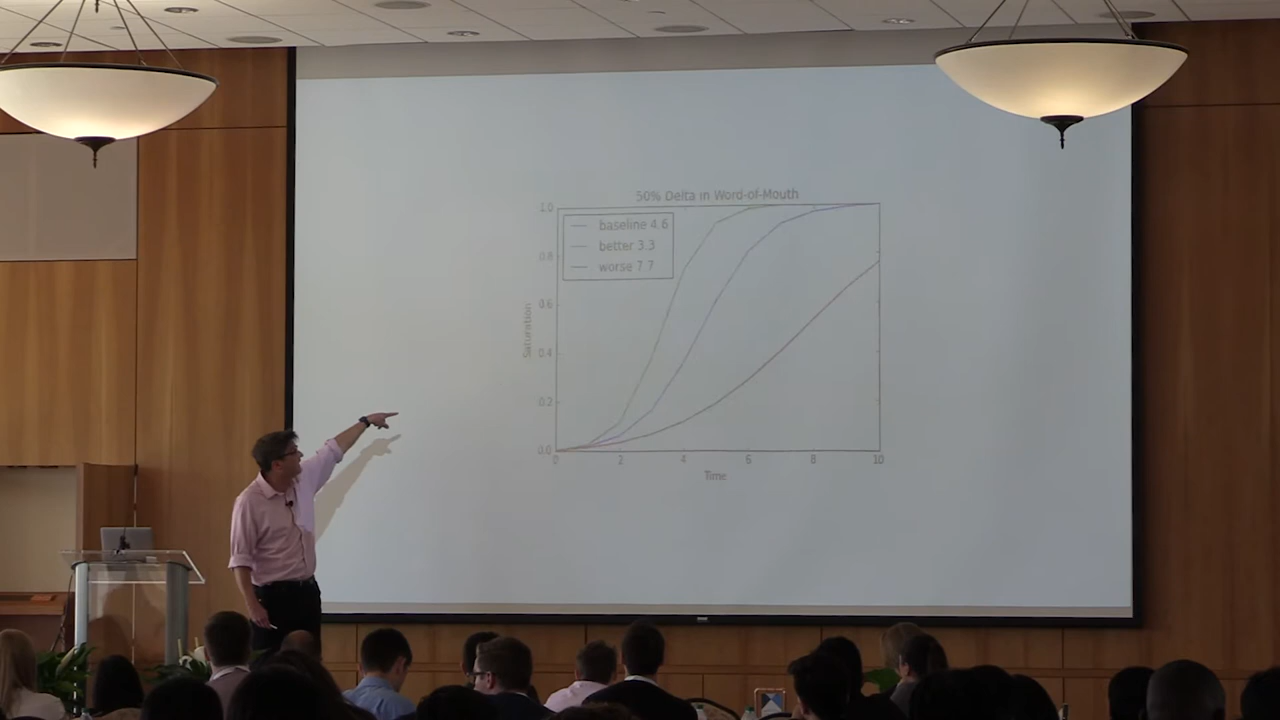 50% Delta in Word-of-Mouth
1.0
baseline 4.6
better 3.3
worse 7.7
0.8
0.6
0.4
0.2
0.0
Saturation
0 2 4 6 8 10
Time